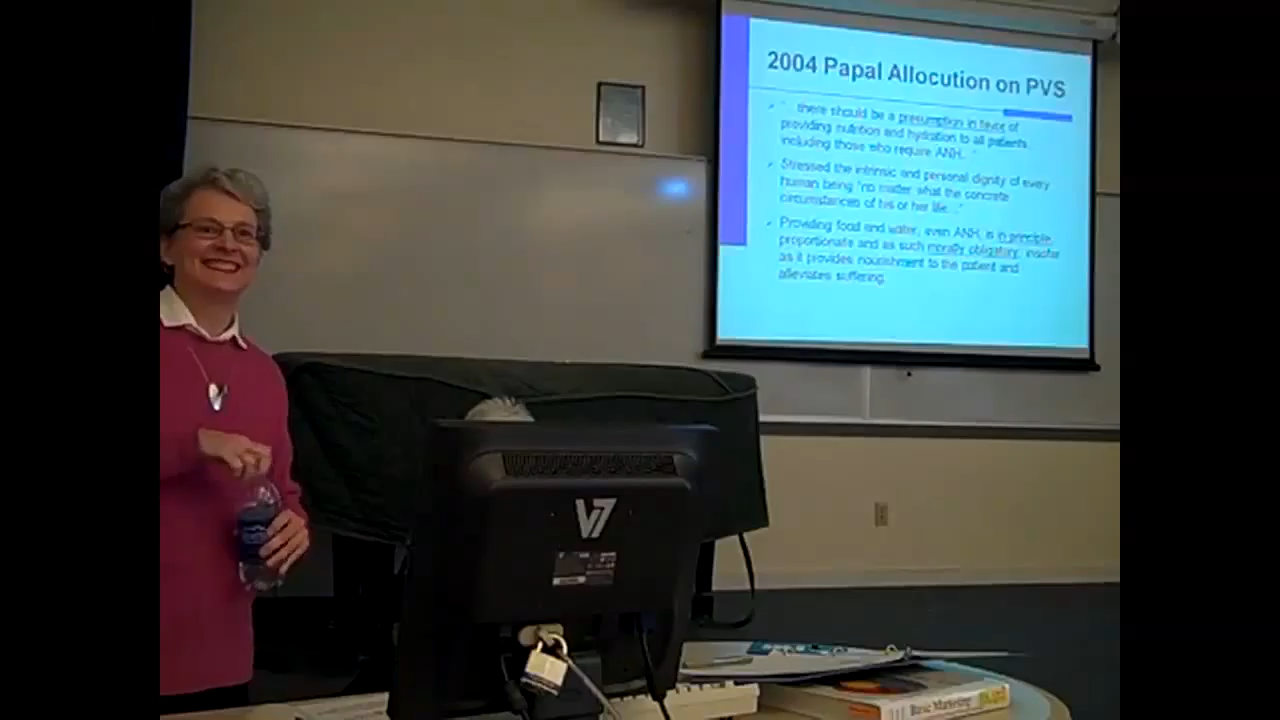 2004 Papal Allocution on PVS
"...there should be a presumption in favor of
providing nutrition and hydration to all patients
including those who require ANH..."
Stressed the intrinsic and personal dignity of every
human being "no matter what the concrete
circumstances of his or her life..."
Providing food and water, even ANH, is in principle
proportionate and as such morally obligatory, insofar
as it provides nourishment to the patient and
alleviates suffering.
V7
Basic Marketing